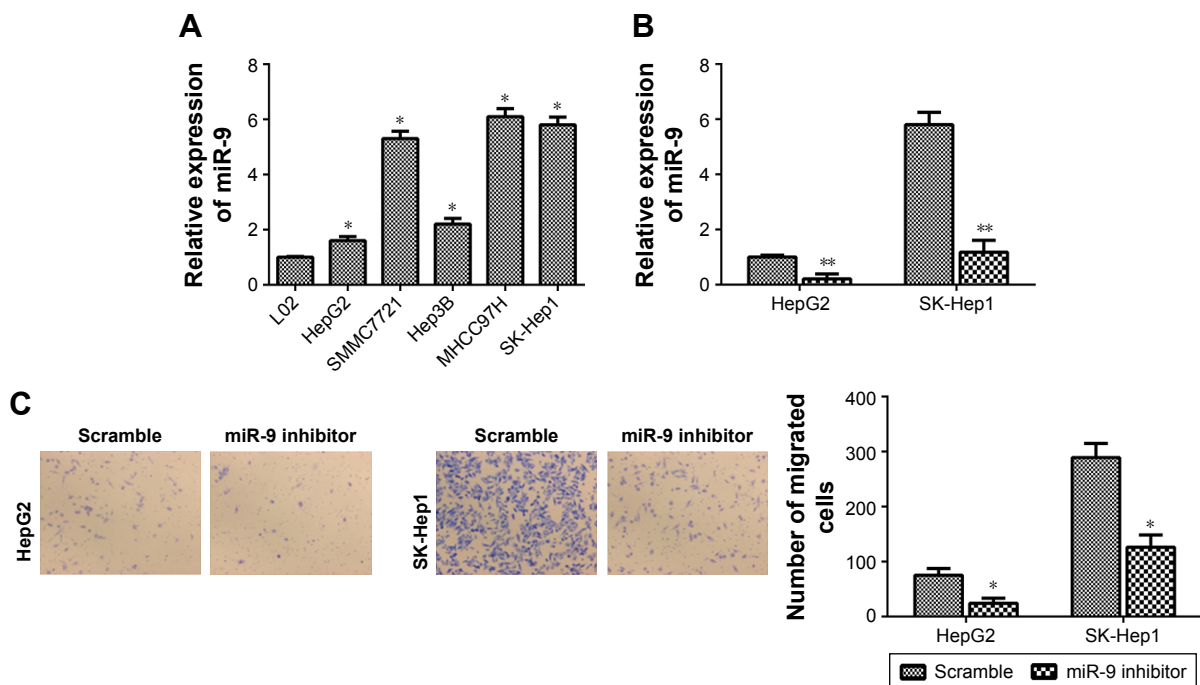 A
Relative expression
of miR-9
8
6
4
2
0
*
*
*
*
*
L02
HepG2
SMMC7721
Hep3B
MHCC97H
SK-Hep1
B
Relative expression
of miR-9
8
6
4
2
0
**
**
HepG2
SK-Hep1
C
Scramble
miR-9 inhibitor
HepG2
Scramble
miR-9 inhibitor
SK-Hep1
Number of migrated
cells
400
300
200
100
0
*
*
HepG2
SK-Hep1
Scramble
miR-9 inhibitor